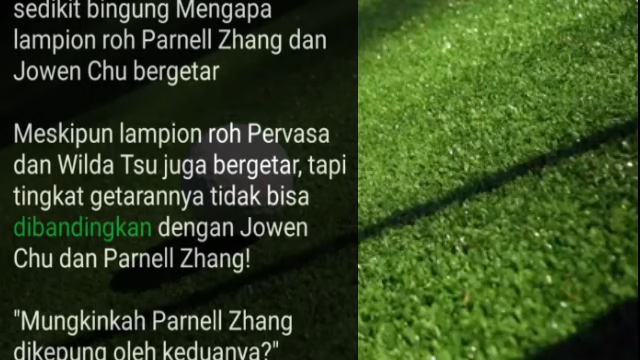 sedikit bingung Mengapa
lampion roh Parnell Zhang dan
Jowen Chu bergetar
Meskipun lampion roh Pervasa
dan Wilda Tsu juga bergetar, tapi
tingkat getarannya tidak bisa
dibandingkan dengan Jowen
Chu dan Parnell Zhang!
"Mungkinkah Parnell Zhang
dikepung oleh keduanya?"